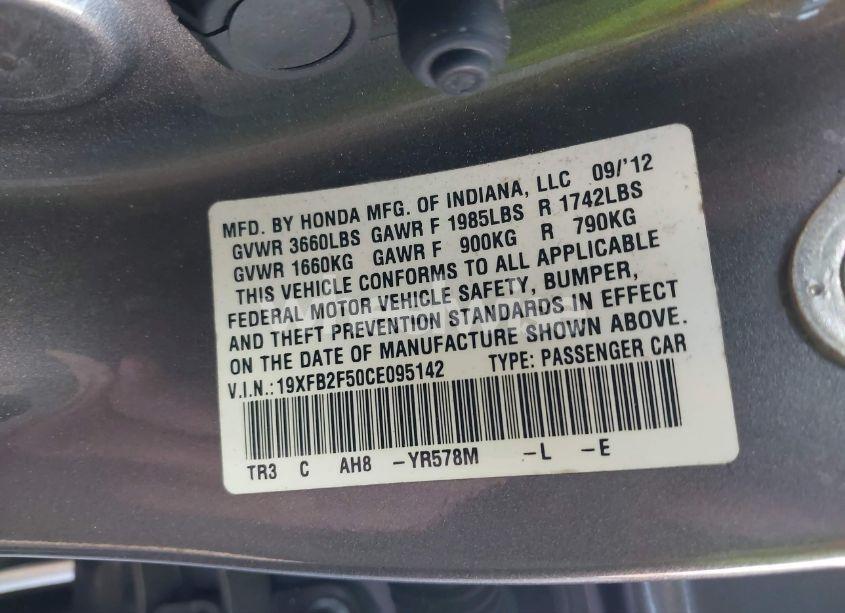 MFD. BY HONDA MFG. OF INDIANA, LLC 09/'12
GVWR 3660LBS GAWR F 1985LBS R 1742LBS
GVWR 1660KG GAWR F 900KG R 790KG
THIS VEHICLE CONFORMS TO ALL APPLICABLE
FEDERAL MOTOR VEHICLE SAFETY, BUMPER,
AND THEFT PREVENTION STANDARDS IN EFFECT
ON THE DATE OF MANUFACTURE SHOWN ABOVE.
V.I.N.: 19XFB2F50CE095142 TYPE: PASSENGER CAR
TR3 C AH8 -YR578M -L -E